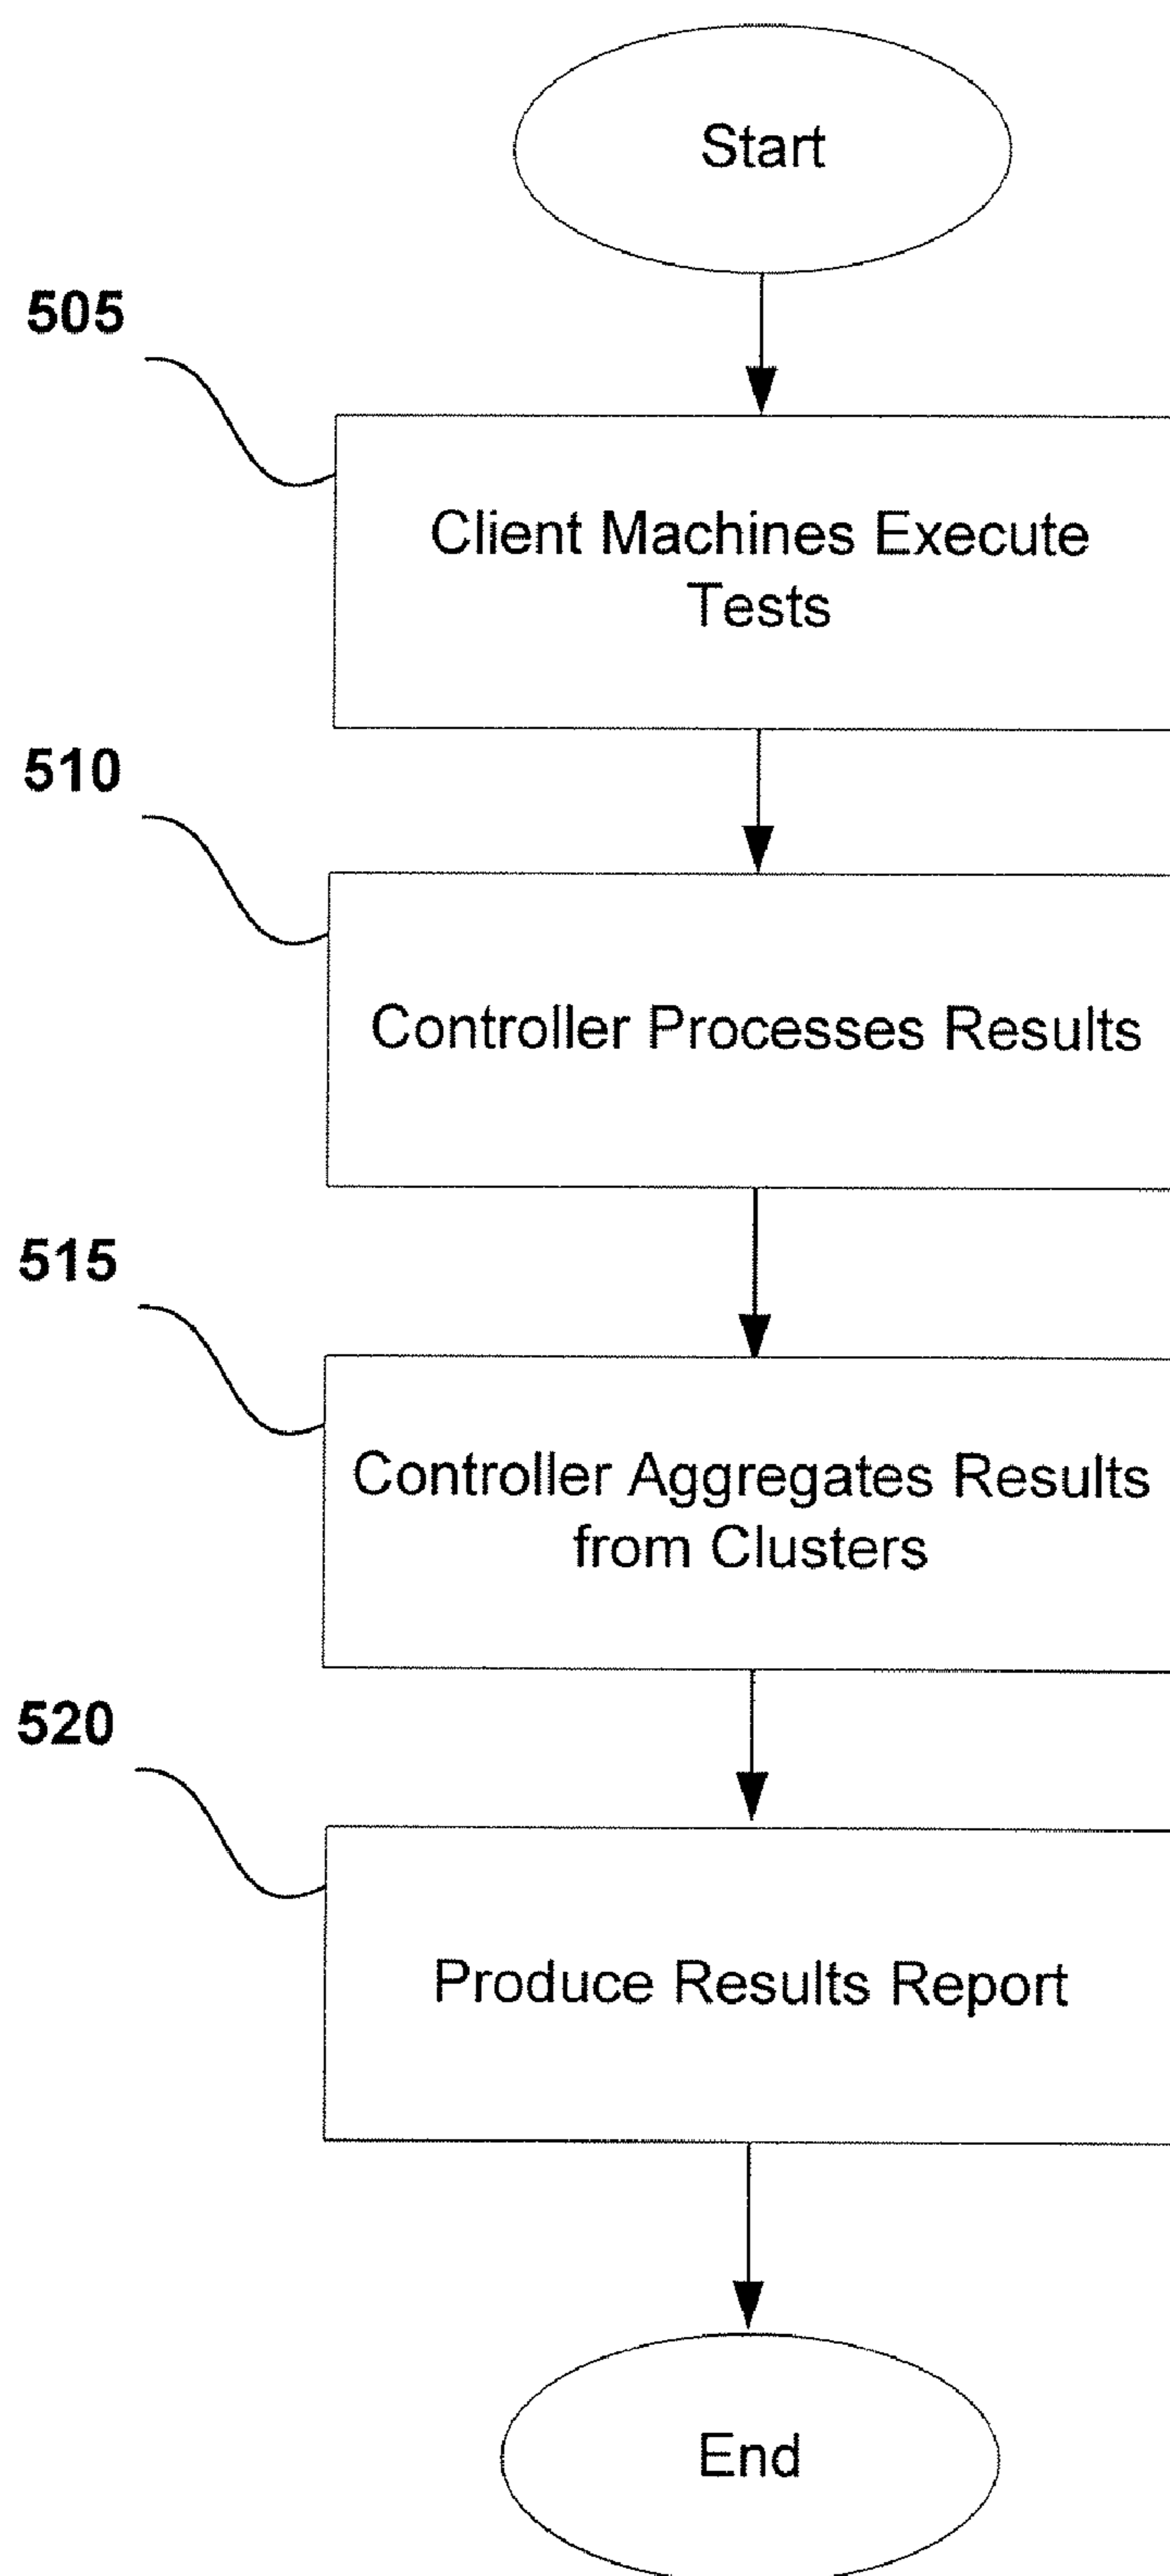 Start
505
Client Machines Execute
Tests
510
Controller Processes Results
515
Controller Aggregates Results
from Clusters
520
Produce Results Report
End